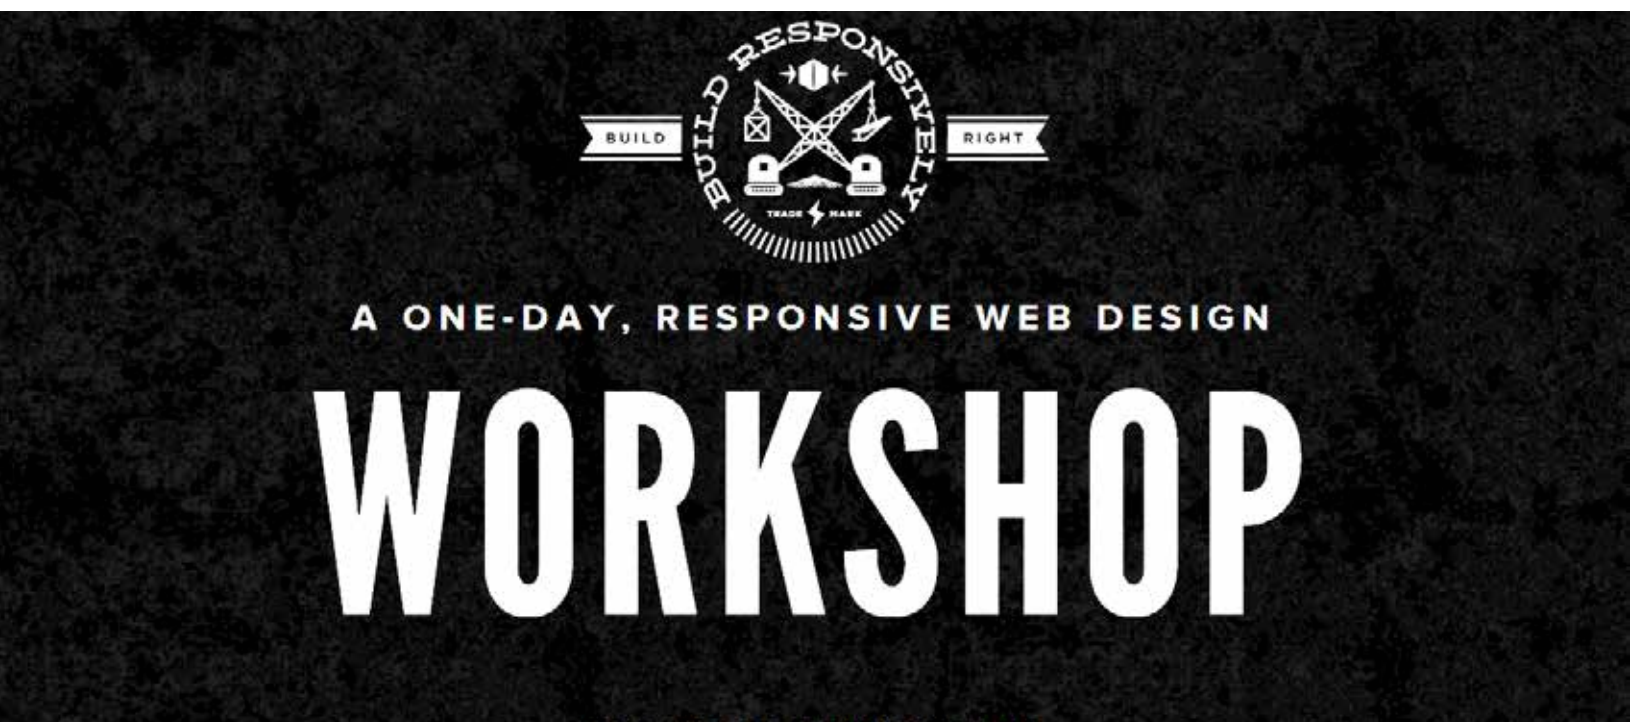 BUILD RESPONSIVELY
BUILD
RIGHT
TRADE MARK
A ONE-DAY, RESPONSIVE WEB DESIGN
WORKSHOP